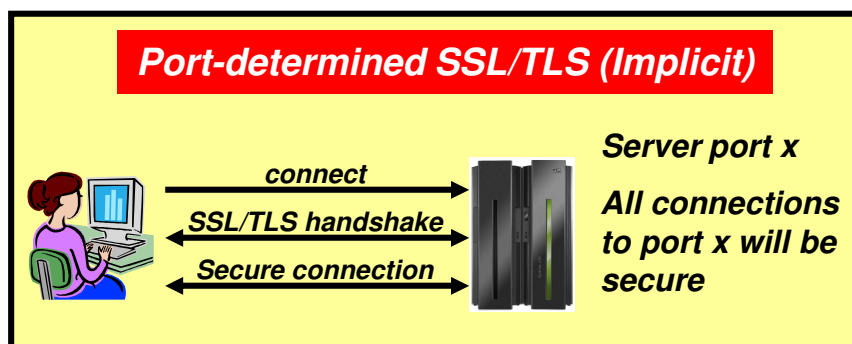 Port-determined SSL/TLS (Implicit)
connect
SSL/TLS handshake
Secure connection
Server port x
All connections
to port x will be
secure